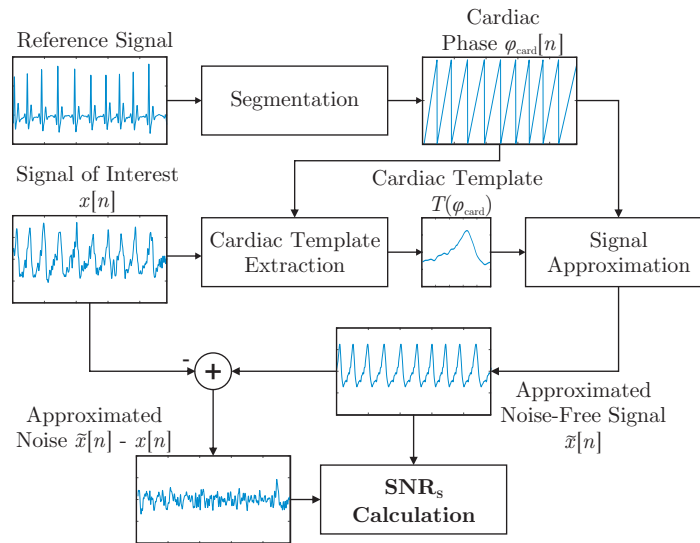 Reference Signal
Segmentation
Cardiac
Phase φcard[n]
Signal of Interest
x[n]
Cardiac Template
Extraction
Cardiac Template
T(φcard)
Signal
Approximation
-
+
Approximated
Noise-Free Signal
x̃[n]
Approximated
Noise x̃[n] - x[n]
SNRs
Calculation